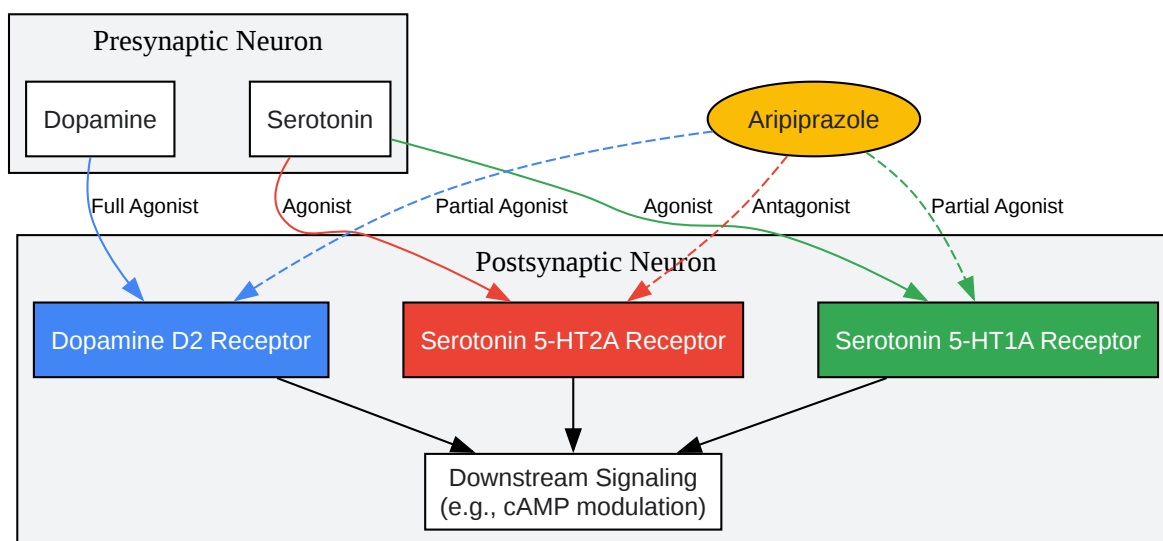 Presynaptic Neuron
Dopamine
Serotonin
Aripiprazole
Full Agonist
Agonist
Partial Agonist
Agonist
Antagonist
Partial Agonist
Postsynaptic Neuron
Dopamine D2 Receptor
Serotonin 5-HT2A Receptor
Serotonin 5-HT1A Receptor
Downstream Signaling
(e.g., cAMP modulation)